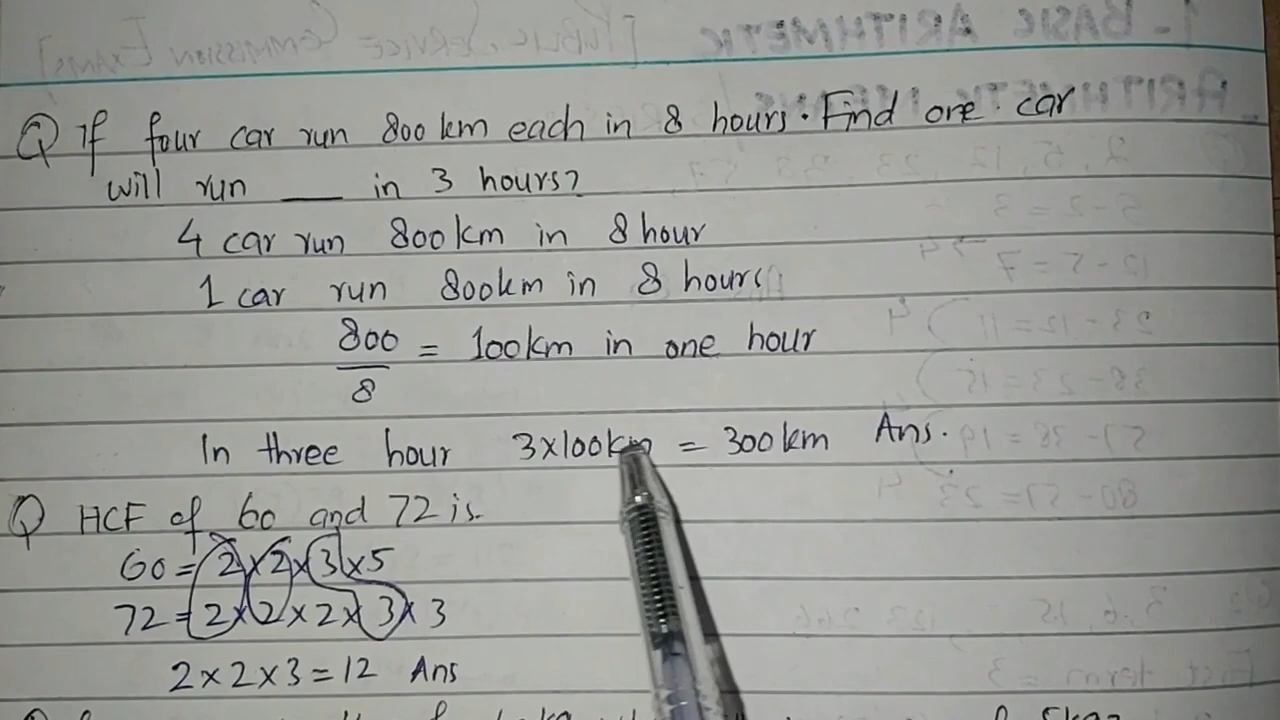 Q If four car run 800 km each in 8 hours. Find one car
will run ___ in 3 hours?
4 car run 800km in 8 hour
1 car run 800km in 8 hours
800/8 = 100km in one hour
In three hour 3x100km = 300km Ans.
Q HCF of 60 and 72 is
60 = 2x2x3x5
72 = 2x2x2x3x3
2x2x3=12 Ans